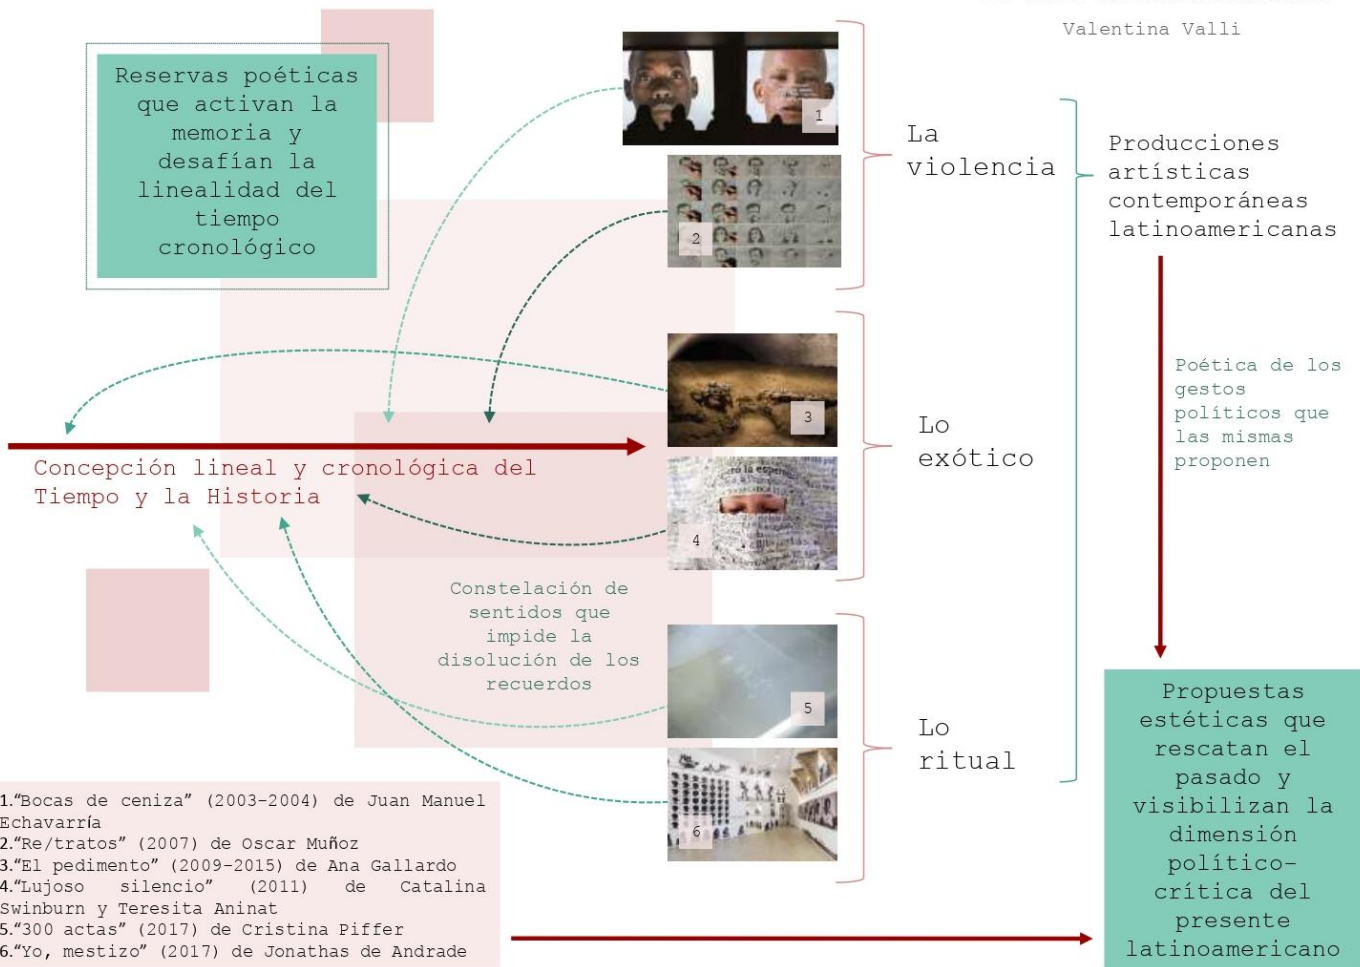 Valentina Valli
Reservas poéticas
que activan la
memoria y
desafían la
linealidad del
tiempo
cronológico
1
2
La
violencia
Producciones
artísticas
contemporáneas
latinoamericanas
3
4
Lo
exótico
Poética de los
gestos
políticos que
las mismas
proponen
Concepción lineal y cronológica del
Tiempo y la Historia
Constelación de
sentidos que
impide la
disolución de los
recuerdos
5
6
Lo
ritual
Propuestas
estéticas que
rescatan el
pasado y
visibilizan la
dimensión
político-
crítica del
presente
latinoamericano
1.“Bocas de ceniza” (2003-2004) de Juan Manuel
Echavarría
2.“Re/tratos” (2007) de Oscar Muñoz
3.“El pedimento” (2009-2015) de Ana Gallardo
4.“Lujoso silencio” (2011) de Catalina
Swinburn y Teresita Aninat
5.“300 actas” (2017) de Cristina Piffer
6.“Yo, mestizo” (2017) de Jonathas de Andrade